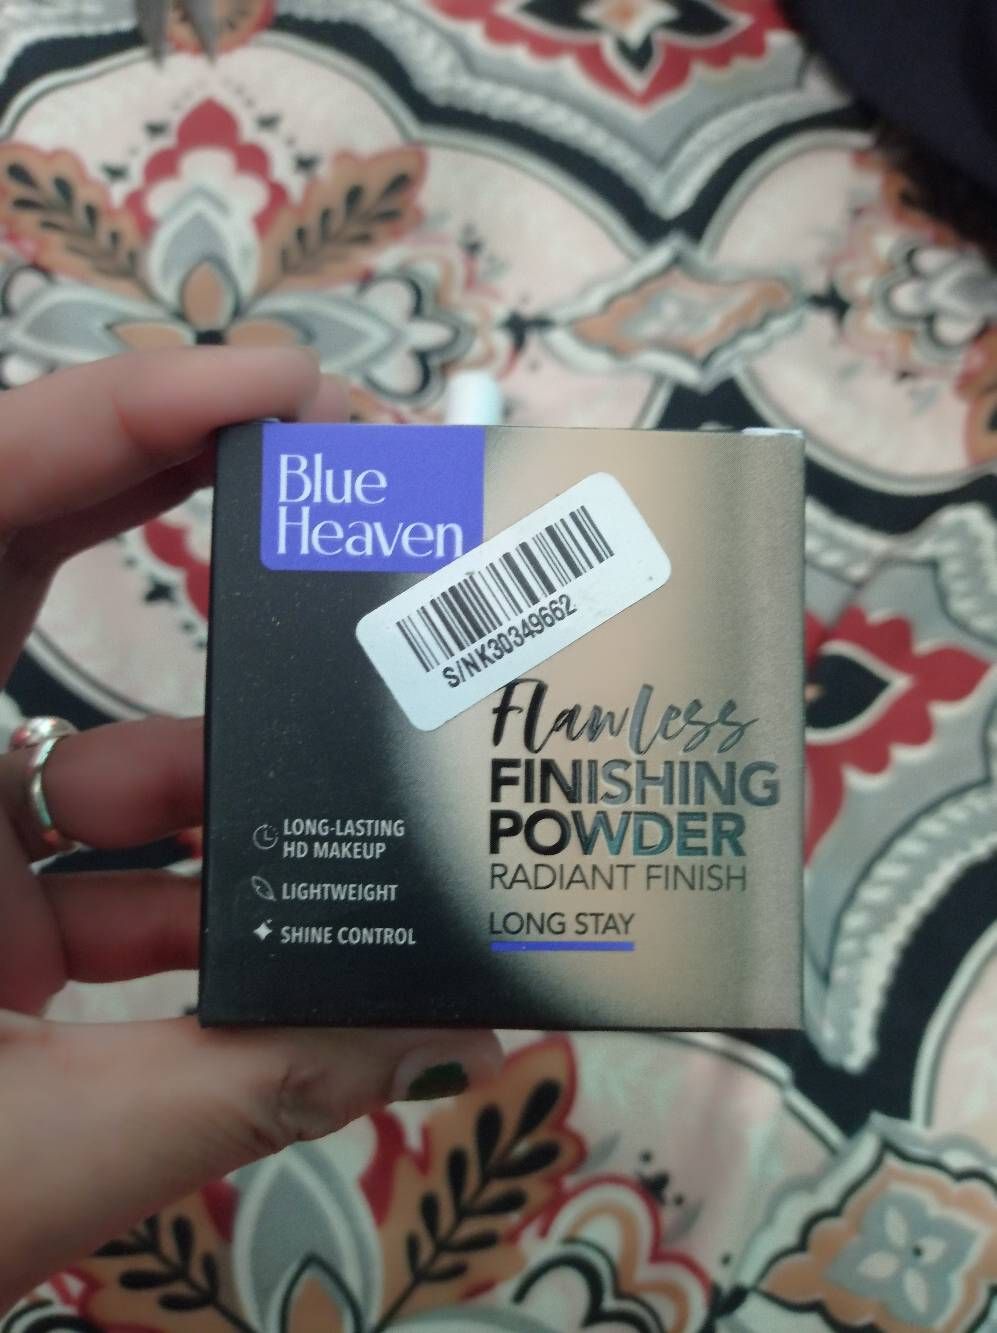 Blue
Heaven
S/NK30349662
Flawless
FINISHING
POWDER
RADIANT FINISH
LONG STAY
LONG-LASTING
HD MAKEUP
LIGHTWEIGHT
SHINE CONTROL